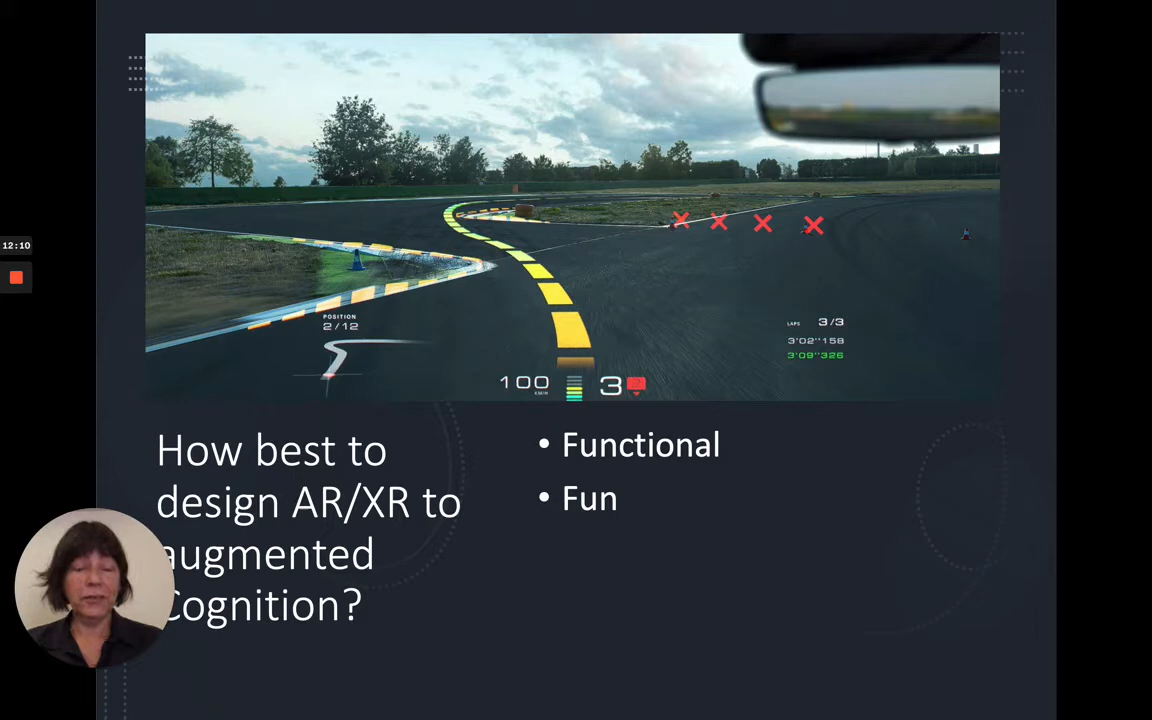 12:10
POSITION
2/12
LAPS 3/3
3'02"158
3'09"326
100 3
KM/H
How best to
design AR/XR to
augmented
Cognition?
• Functional
• Fun